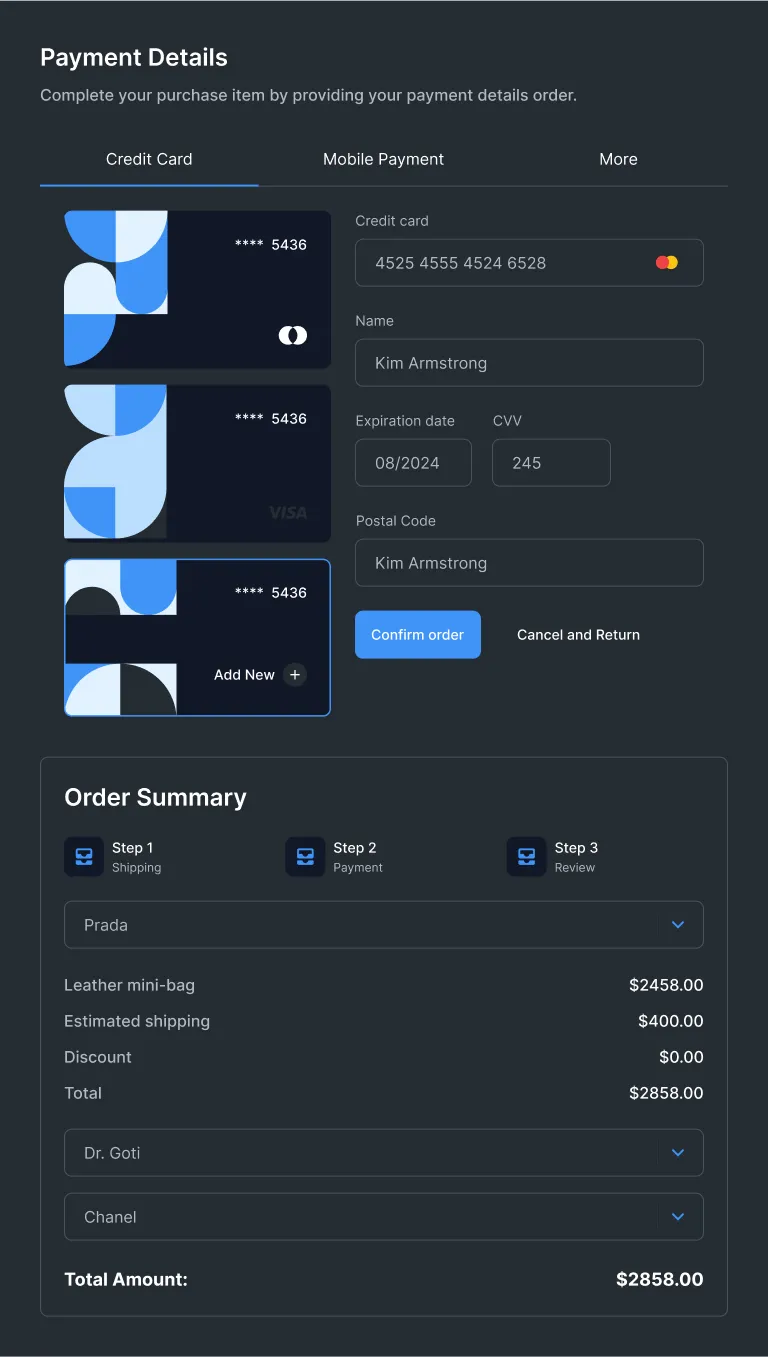 Payment Details
Complete your purchase item by providing your payment details order.
Credit Card
Mobile Payment
More
**** 5436
**** 5436
VISA
**** 5436
Add New +
Credit card
4525 4555 4524 6528
Name
Kim Armstrong
Expiration date
CVV
08/2024
245
Postal Code
Kim Armstrong
Confirm order
Cancel and Return
Order Summary
Step 1
Shipping
Step 2
Payment
Step 3
Review
Prada
Leather mini-bag $2458.00
Estimated shipping $400.00
Discount $0.00
Total $2858.00
Dr. Goti
Chanel
Total Amount: $2858.00